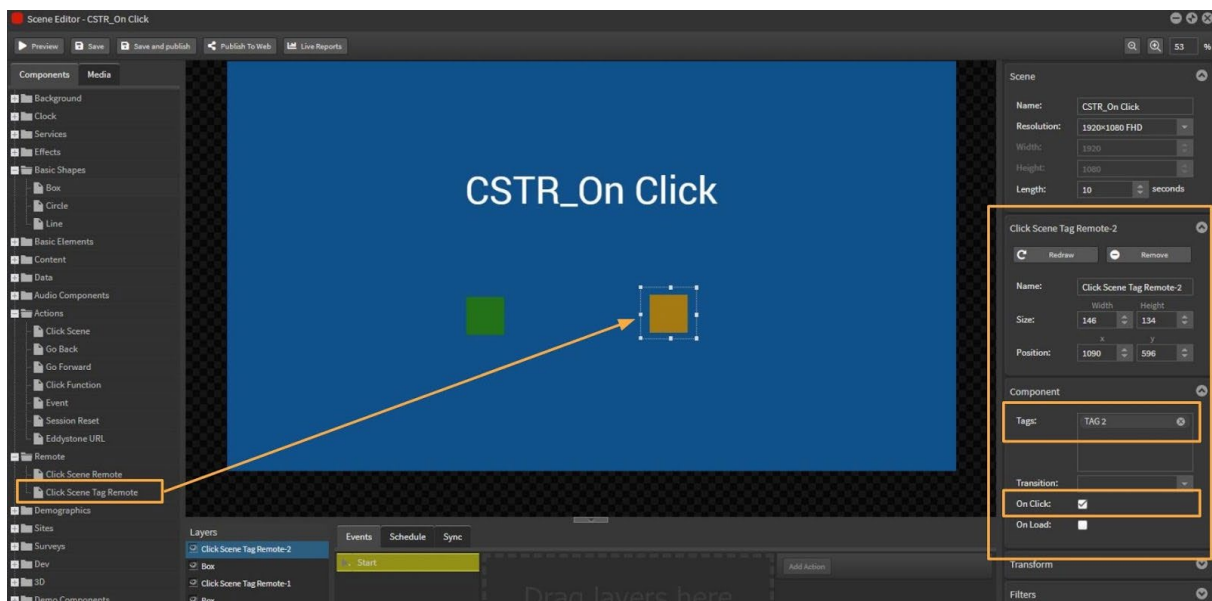 Scene Editor - CSTR_On Click
Preview Save Save and publish Publish To Web Live Reports 53 %
Components Media
Background
Clock
Services
Effects
Basic Shapes
Box
Circle
Line
Basic Elements
Content
Data
Audio Components
Actions
Click Scene
Go Back
Go Forward
Click Function
Event
Session Reset
Eddystone URL
Remote
Click Scene Remote
Click Scene Tag Remote
Demographics
Sites
Surveys
Dev
3D
Demo Components
CSTR_On Click
Layers
Click Scene Tag Remote-2
Box
Click Scene Tag Remote-1
Box
Events Schedule Sync
Start
Drag layers here
Add Action
Scene
Name: CSTR_On Click
Resolution: 1920×1080 FHD
Width: 1920
Height: 1080
Length: 10 seconds
Click Scene Tag Remote-2
Redraw Remove
Name: Click Scene Tag Remote-2
Width Height
Size: 146 134
x y
Position: 1090 596
Component
Tags: TAG 2
Transition:
On Click:
On Load:
Transform
Filters